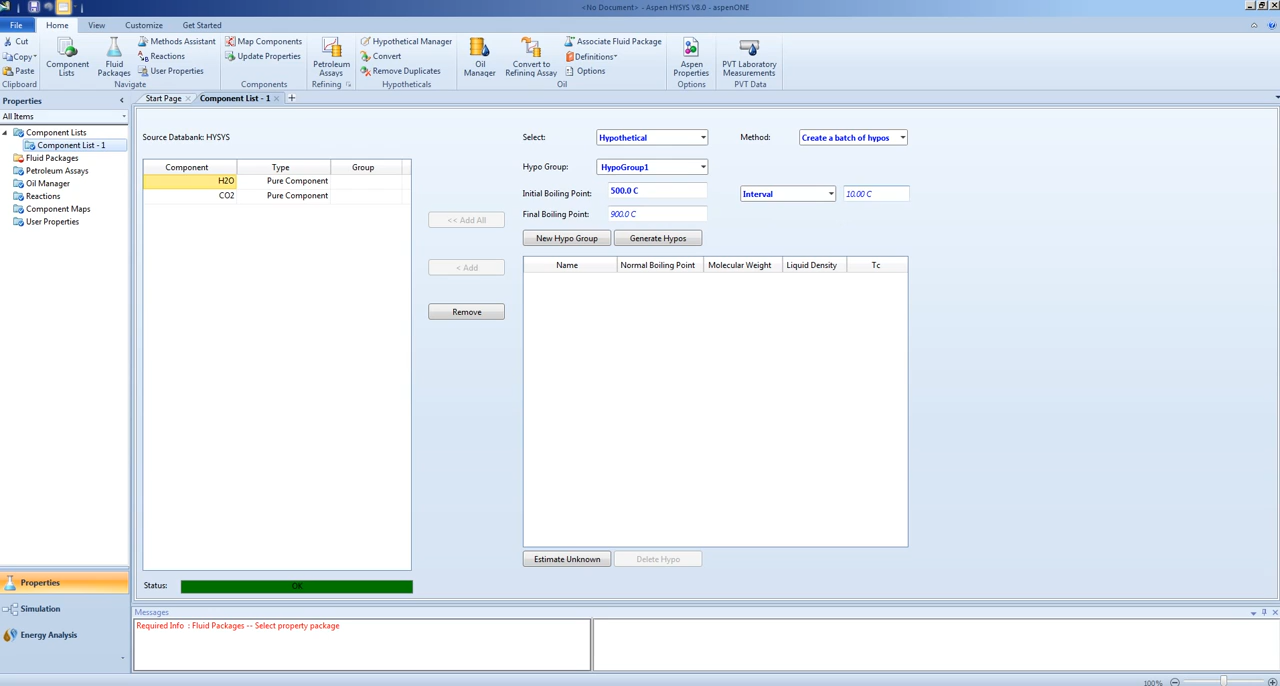 <No Document> - Aspen HYSYS V8.0 - aspenONE
File Home View Customize Get Started
Cut
Copy
Paste
Clipboard
Component Lists
Fluid Packages
Methods Assistant
Reactions
User Properties
Navigate
Map Components
Update Properties
Components
Petroleum Assays
Refining
Hypothetical Manager
Convert
Remove Duplicates
Hypotheticals
Oil Manager
Convert to Refining Assay
Associate Fluid Package
Definitions
Options
Oil
Aspen Properties
Options
PVT Laboratory Measurements
PVT Data
Properties
All Items
Component Lists
Component List - 1
Fluid Packages
Petroleum Assays
Oil Manager
Reactions
Component Maps
User Properties
Properties
Simulation
Energy Analysis
Start Page Component List - 1
Source Databank: HYSYS
Component Type Group
H2O Pure Component
CO2 Pure Component
<< Add All
< Add
Remove
Select: Hypothetical Method: Create a batch of hypos
Hypo Group: HypoGroup1
Initial Boiling Point: 500.0 C Interval 10.00 C
Final Boiling Point: 900.0 C
New Hypo Group Generate Hypos
Name Normal Boiling Point Molecular Weight Liquid Density Tc
Estimate Unknown Delete Hypo
Status: OK
Messages
Required Info : Fluid Packages -- Select property package
100%